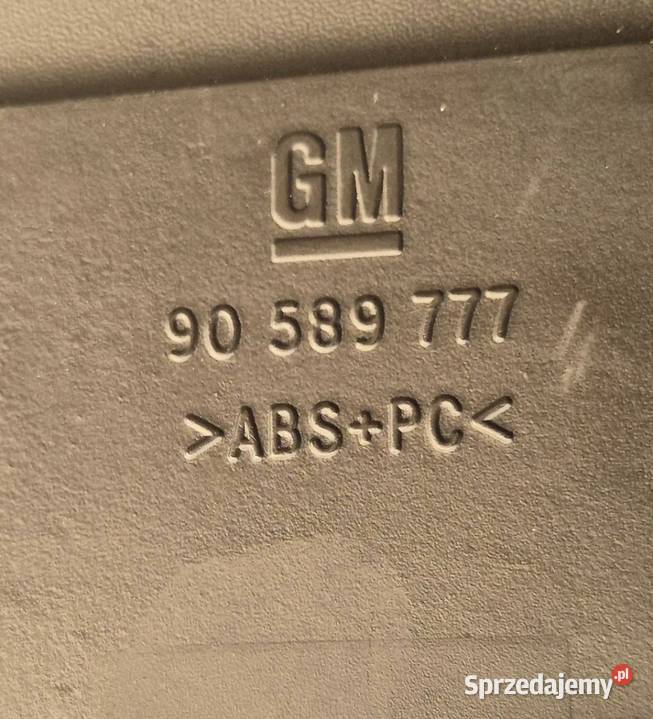 GM
90 589 777
>ABS+PC<
Sprzedajemy.pl